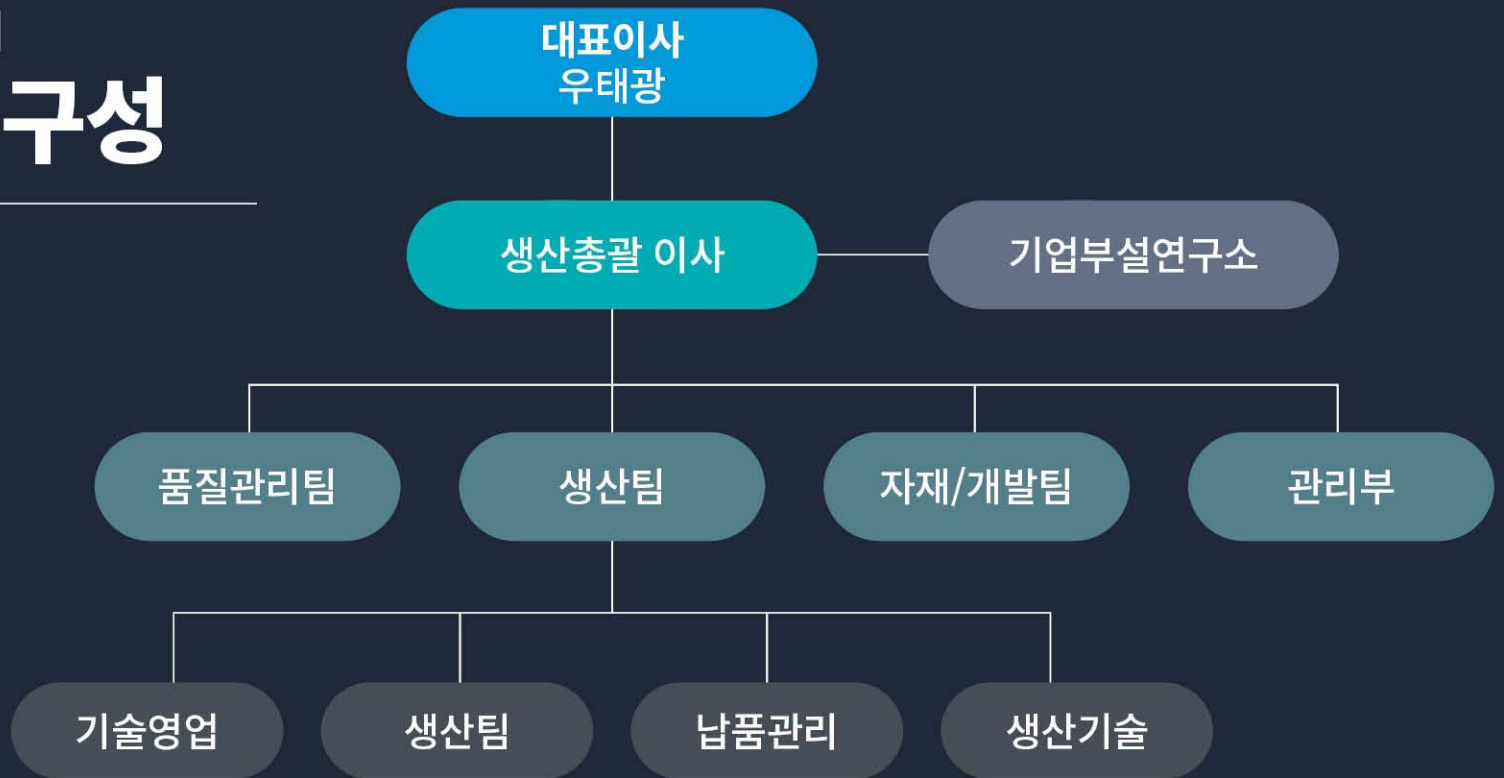 구성
대표이사
우태광
생산총괄 이사
기업부설연구소
품질관리팀
생산팀
자재/개발팀
관리부
기술영업
생산팀
납품관리
생산기술